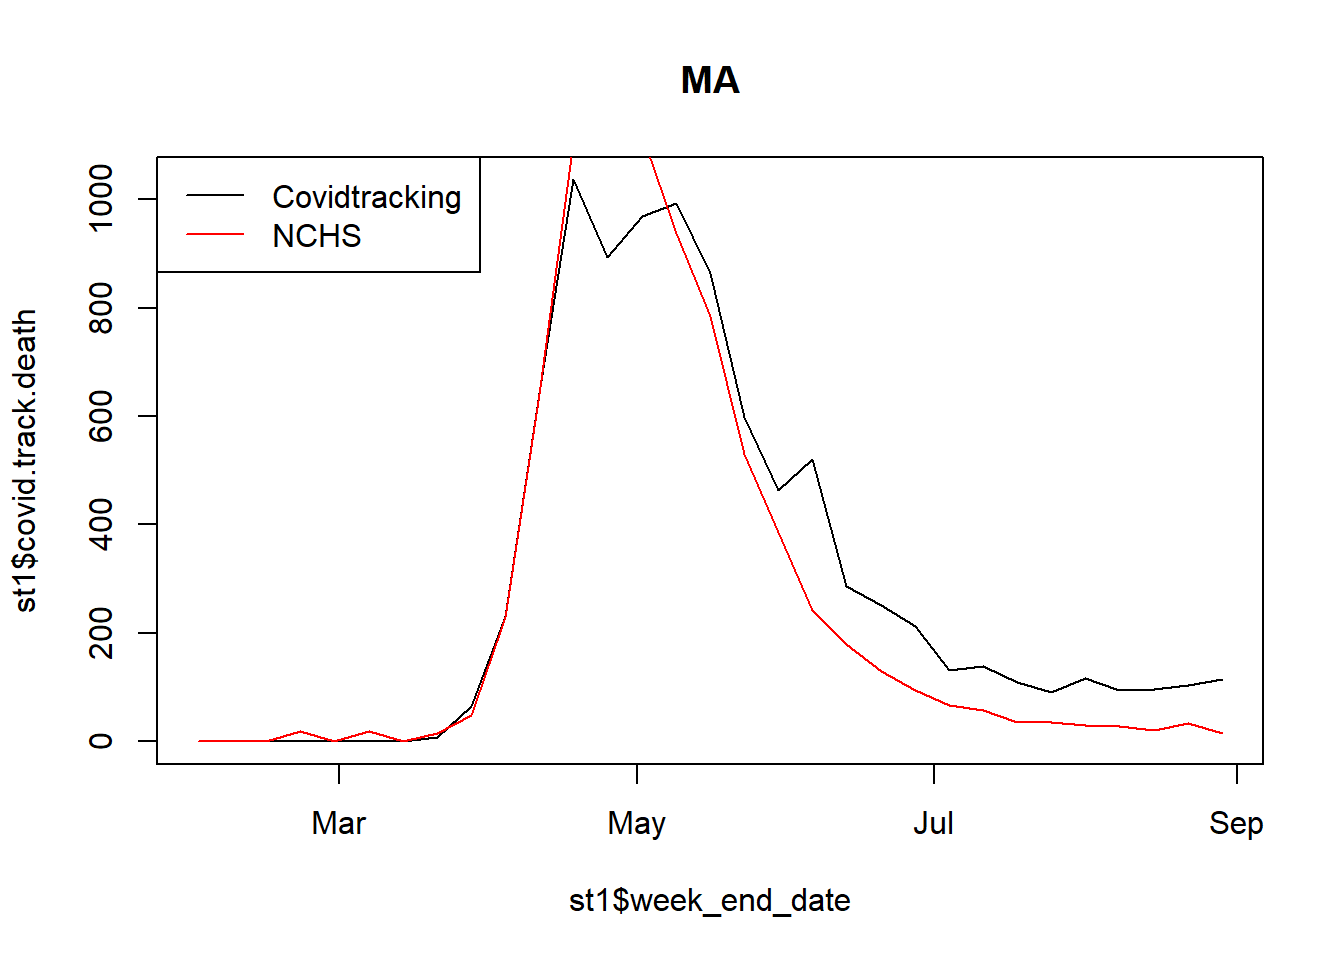 MA
Covidtracking
NCHS
st1$covid.track.death
1000
800
600
400
200
0
Mar May Jul Sep
st1$week_end_date